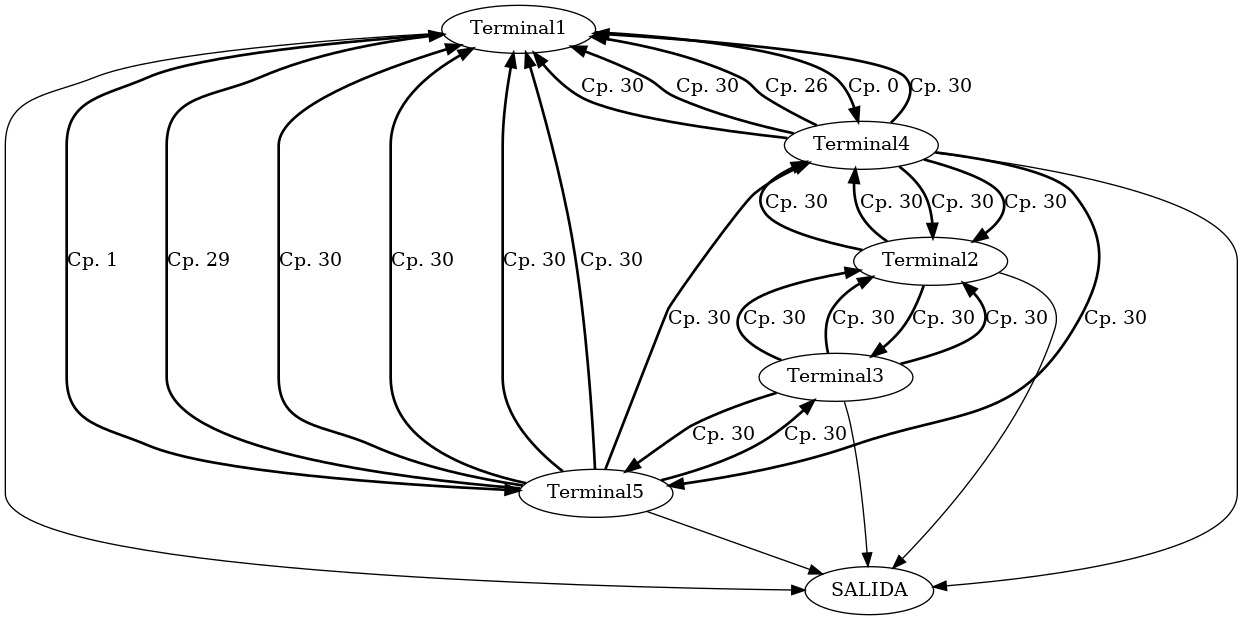 Terminal1
Cp. 30 Cp. 30 Cp. 26 Cp. 0 Cp. 30
Terminal4
Cp. 30 Cp. 30 Cp. 30 Cp. 30
Cp. 1 Cp. 29 Cp. 30 Cp. 30 Cp. 30 Cp. 30 Terminal2
Cp. 30 Cp. 30 Cp. 30 Cp. 30 Cp. 30 Cp. 30
Terminal3
Cp. 30 Cp. 30
Terminal5
SALIDA